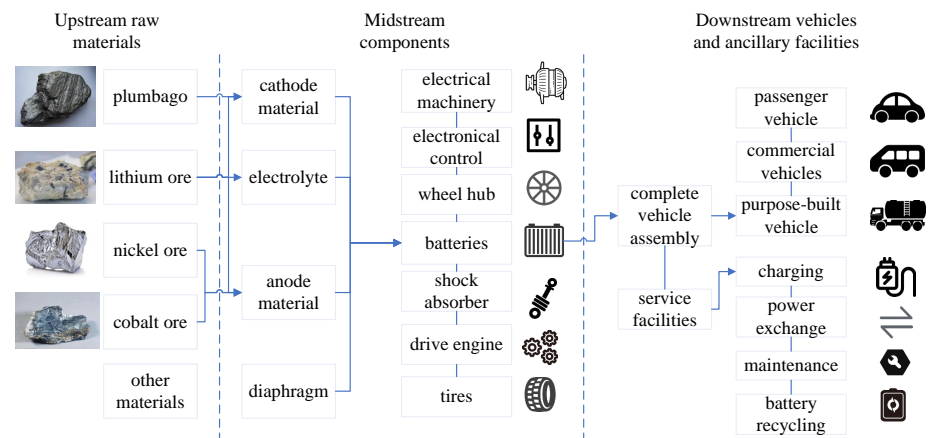 Upstream raw
materials
Midstream
components
Downstream vehicles
and ancillary facilities
plumbago
lithium ore
nickel ore
cobalt ore
other
materials
cathode
material
electrolyte
anode
material
diaphragm
electrical
machinery
electronical
control
wheel hub
batteries
shock
absorber
drive engine
tires
complete
vehicle
assembly
service
facilities
passenger
vehicle
commercial
vehicles
purpose-built
vehicle
charging
power
exchange
maintenance
battery
recycling